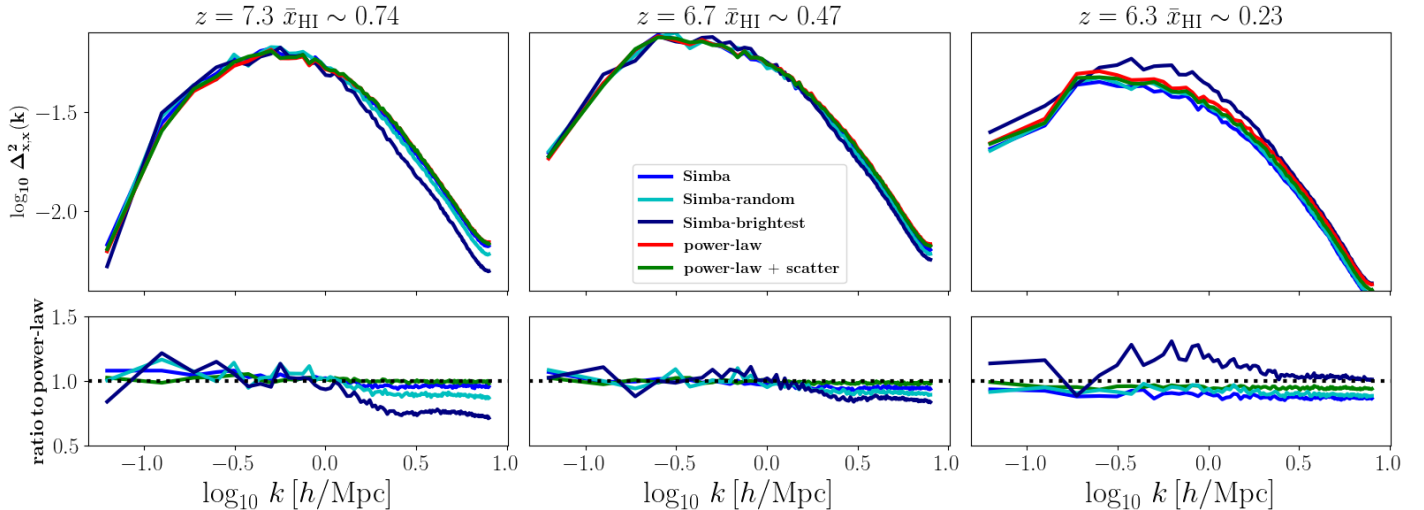 z = 7.3 x̄_HI ∼ 0.74
z = 6.7 x̄_HI ∼ 0.47
z = 6.3 x̄_HI ∼ 0.23
log₁₀ Δ²ₓ,ₓ(k)
−1.5
−2.0
Simba
Simba-random
Simba-brightest
power-law
power-law + scatter
ratio to power-law
1.5
1.0
0.5
−1.0 −0.5 0.0 0.5 1.0
−1.0 −0.5 0.0 0.5 1.0
−1.0 −0.5 0.0 0.5 1.0
log₁₀ k [h/Mpc]
log₁₀ k [h/Mpc]
log₁₀ k [h/Mpc]